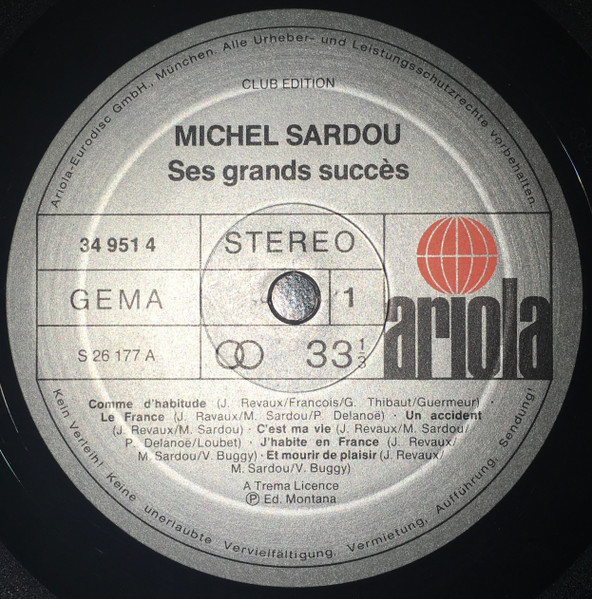 Ariola-Eurodisc GmbH., München. Alle Urheber- und Leistungsschutzrechte vorbehalten.
CLUB EDITION
MICHEL SARDOU
Ses grands succès
34 951 4
STEREO
GEMA
1
ariola
S 26 177 A
33 1/3
Comme d'habitude (J. Revaux/Francois/G. Thibaut/Guermeur) ·
Le France (J. Ravaux/M. Sardou/P. Delanoë) · Un accident
(J. Revaux/M. Sardou) · C'est ma vie (J. Revaux/M. Sardou/
P. Delanoë/Loubet) · J'habite en France (J. Revaux/
M. Sardou/V. Buggy) · Et mourir de plaisir (J. Revaux/
M. Sardou/V. Buggy)
A Trema Licence
Ⓟ Ed. Montana
Kein Verleih! Keine unerlaubte Vervielfältigung, Vermietung, Aufführung, Sendung!